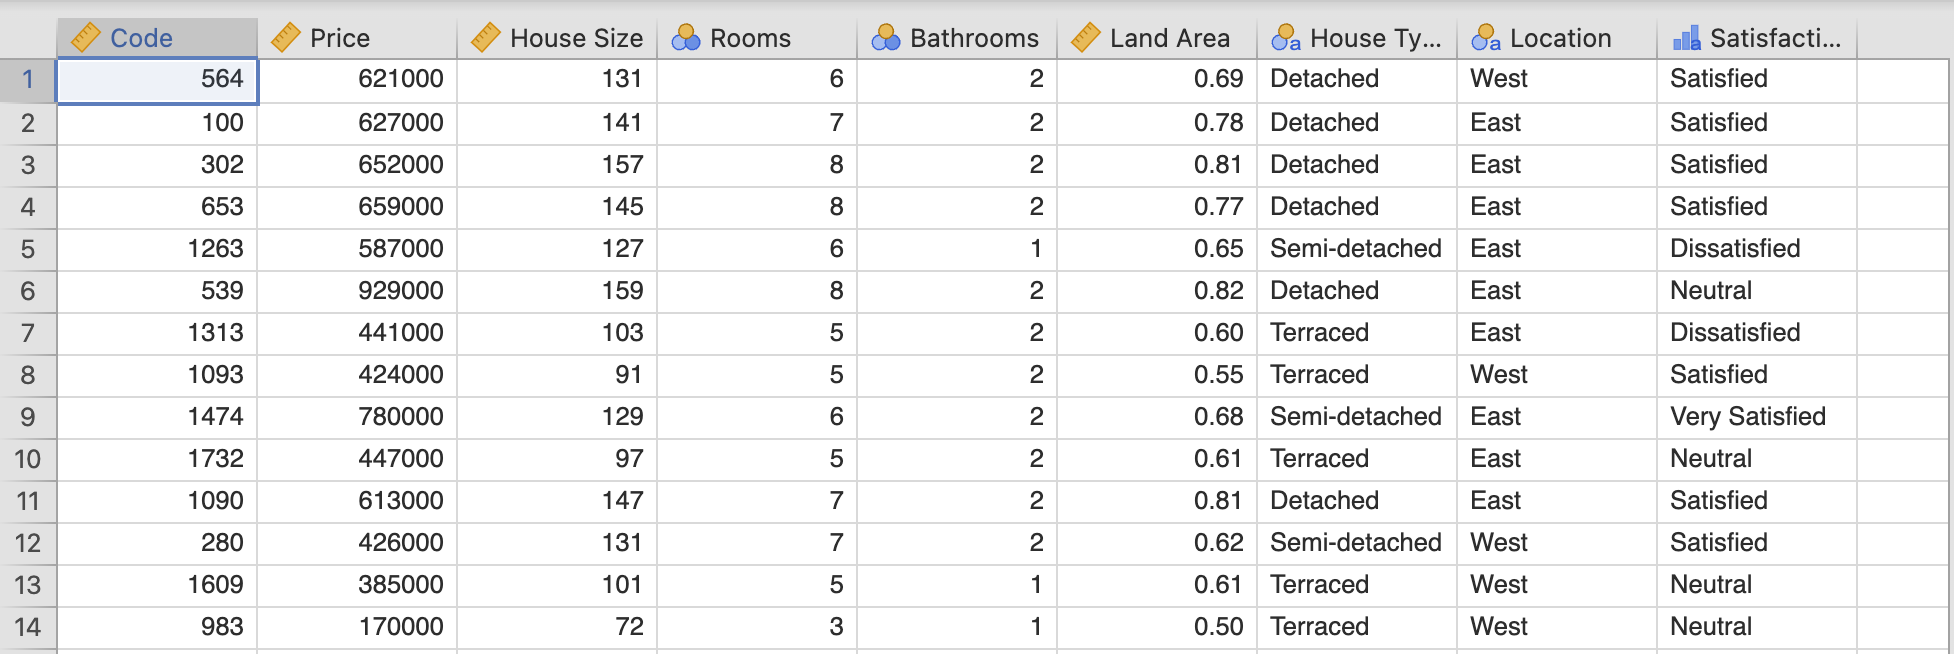 Code Price House Size Rooms Bathrooms Land Area House Ty... Location Satisfacti...
1 564 621000 131 6 2 0.69 Detached West Satisfied
2 100 627000 141 7 2 0.78 Detached East Satisfied
3 302 652000 157 8 2 0.81 Detached East Satisfied
4 653 659000 145 8 2 0.77 Detached East Satisfied
5 1263 587000 127 6 1 0.65 Semi-detached East Dissatisfied
6 539 929000 159 8 2 0.82 Detached East Neutral
7 1313 441000 103 5 2 0.60 Terraced East Dissatisfied
8 1093 424000 91 5 2 0.55 Terraced West Satisfied
9 1474 780000 129 6 2 0.68 Semi-detached East Very Satisfied
10 1732 447000 97 5 2 0.61 Terraced East Neutral
11 1090 613000 147 7 2 0.81 Detached East Satisfied
12 280 426000 131 7 2 0.62 Semi-detached West Satisfied
13 1609 385000 101 5 1 0.61 Terraced West Neutral
14 983 170000 72 3 1 0.50 Terraced West Neutral